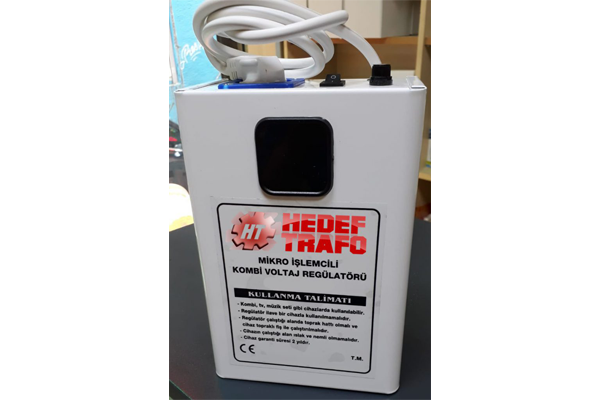 HT
HEDEF
TRAFO
MİKRO İŞLEMCİLİ
KOMBİ VOLTAJ REGÜLATÖRÜ
KULLANMA TALİMATI
- Kombi, tv, müzik seti gibi cihazlarda kullanılabilir.
- Regülatör ilave bir cihazla kullanılmamalıdır.
- Regülatör çalıştığı alanda toprak hattı olmalı ve
cihaz topraklı fiş ile çalıştırılmalıdır.
- Cihazın çalıştığı alan ıslak ve nemli olmamalıdır.
- Cihaz garanti süresi 2 yıldır.
CE
T.M.